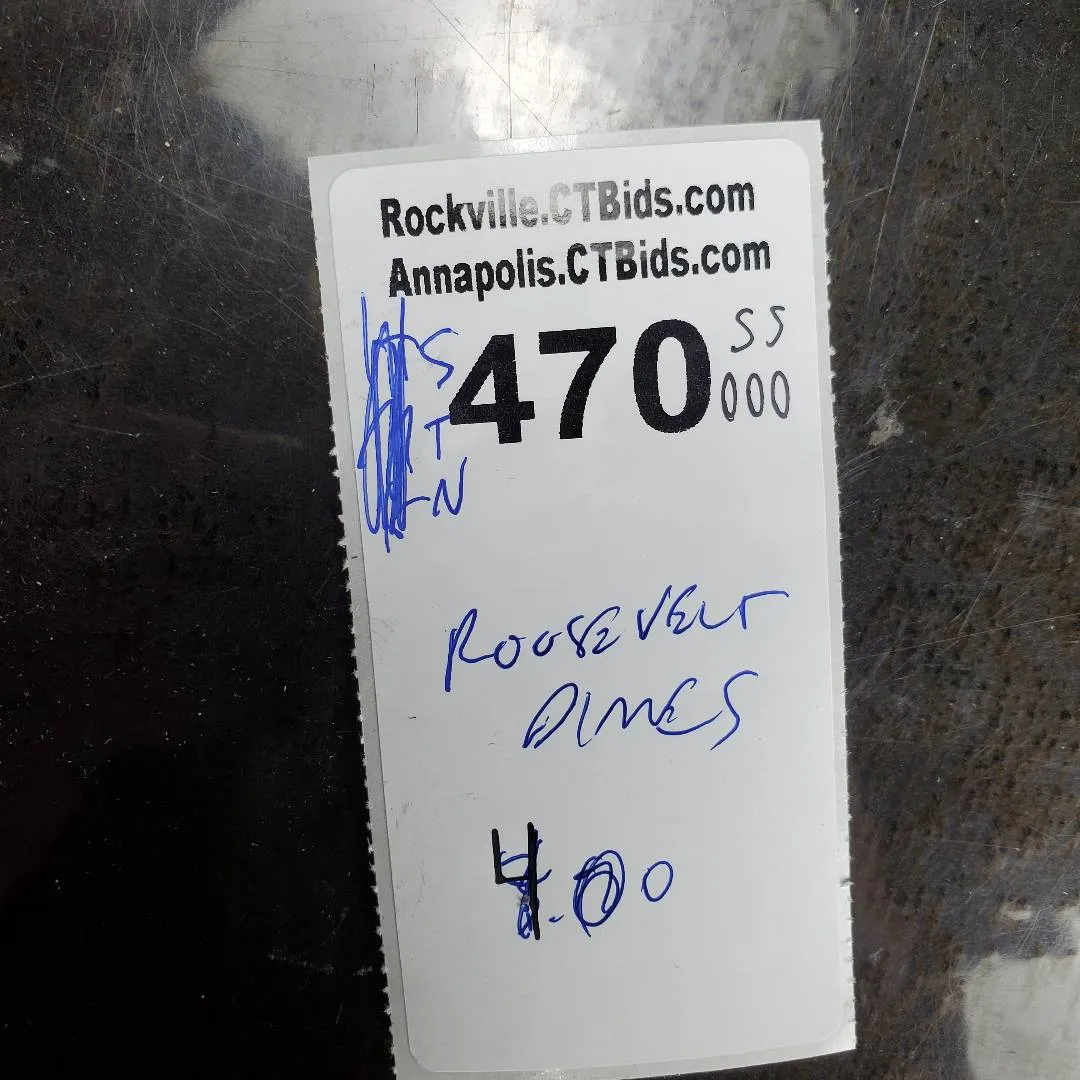 Rockville.CTBids.com
Annapolis.CTBids.com
470
SS
000
S
T
N
ROOSEVELT
DIMES
4.00